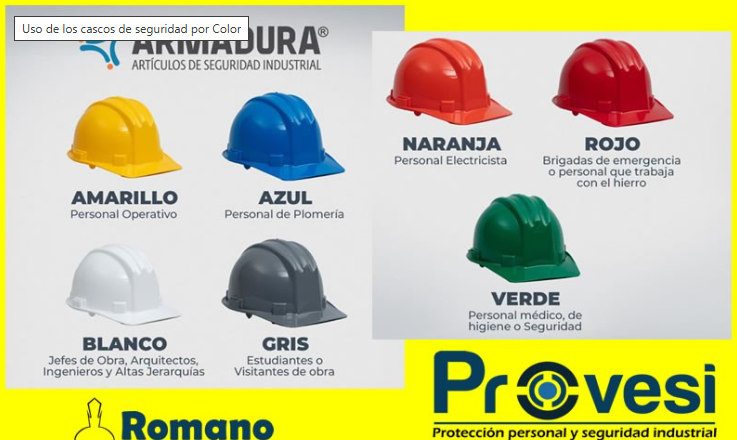 Uso de los cascos de seguridad por Color
ARMADURA®
ARTÍCULOS DE SEGURIDAD INDUSTRIAL
AMARILLO
Personal Operativo
AZUL
Personal de Plomería
BLANCO
Jefes de Obra, Arquitectos,
Ingenieros y Altas Jerarquías
GRIS
Estudiantes o
Visitantes de obra
NARANJA
Personal Electricista
ROJO
Brigadas de emergencia
o personal que trabaja
con el hierro
VERDE
Personal médico, de
higiene o Seguridad
Romano
Provesi
Protección personal y seguridad industrial